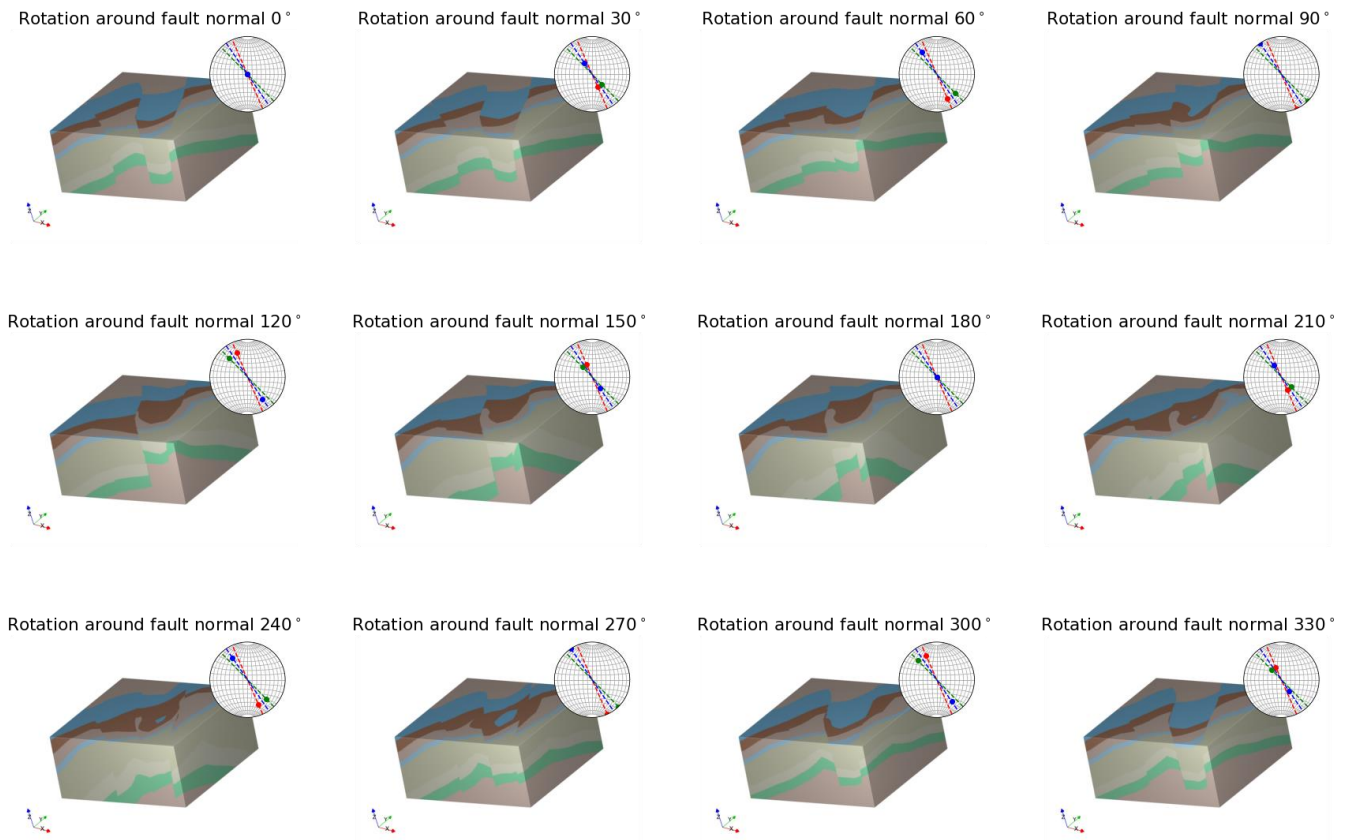 Rotation around fault normal 0°
Rotation around fault normal 30°
Rotation around fault normal 60°
Rotation around fault normal 90°
Z Y X
Z Y X
Z Y X
Z Y X
Rotation around fault normal 120°
Rotation around fault normal 150°
Rotation around fault normal 180°
Rotation around fault normal 210°
Z Y X
Z Y X
Z Y X
Z Y X
Rotation around fault normal 240°
Rotation around fault normal 270°
Rotation around fault normal 300°
Rotation around fault normal 330°
Z Y X
Z Y X
Z Y X
Z Y X